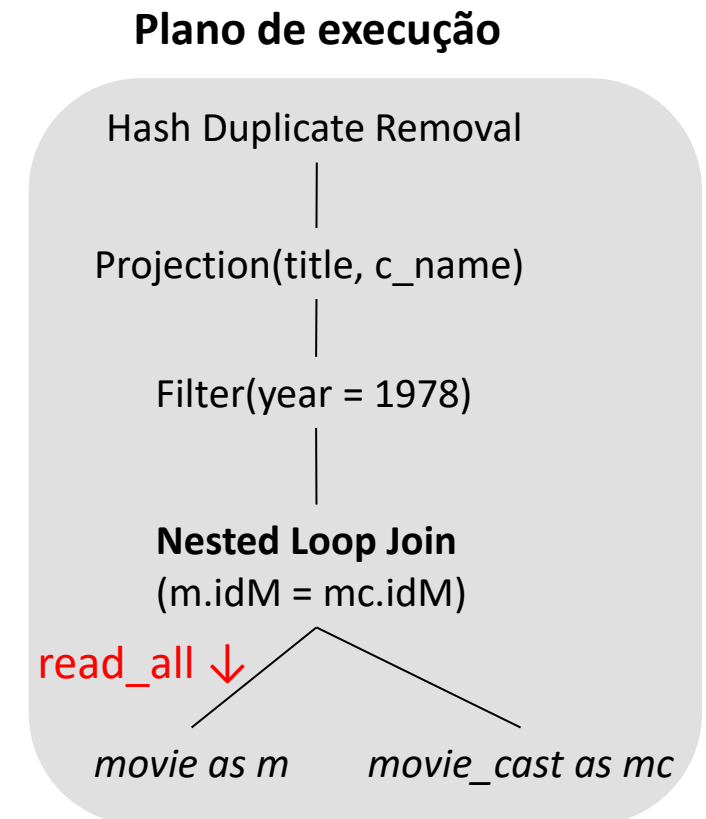 Plano de execução
Hash Duplicate Removal
Projection(title, c_name)
Filter(year = 1978)
Nested Loop Join
(m.idM = mc.idM)
read_all ↓
movie as m movie_cast as mc